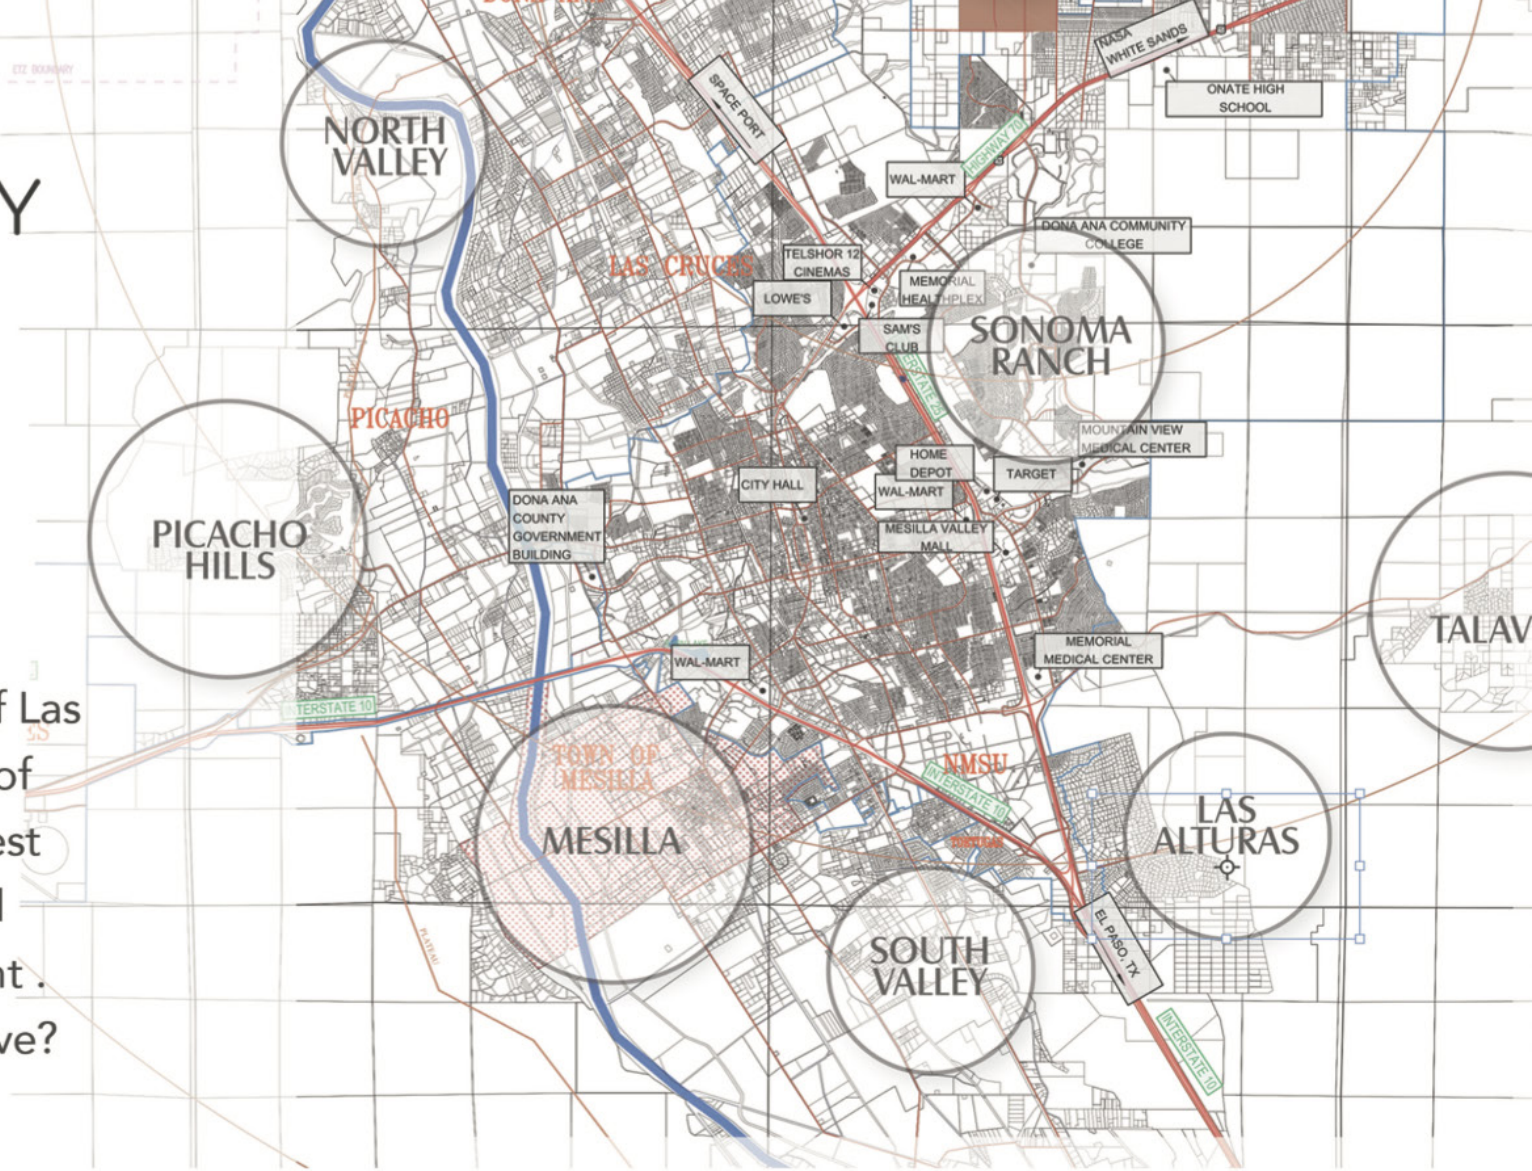 ETZ BOUNDARY
NASA
WHITE SANDS
ONATE HIGH
SCHOOL
SPACE PORT
NORTH
VALLEY
HIGHWAY 70
WAL-MART
Y
DONA ANA COMMUNITY
COLLEGE
LAS CRUCES
TELSHOR 12
CINEMAS
LOWE'S
MEMORIAL
HEALTHPLEX
SAM'S
CLUB
SONOMA
RANCH
PICACHO
MOUNTAIN VIEW
MEDICAL CENTER
HOME
DEPOT
TARGET
CITY HALL
WAL-MART
DONA ANA
COUNTY
GOVERNMENT
BUILDING
MESILLA VALLEY
MALL
PICACHO
HILLS
TALAV
MEMORIAL
MEDICAL CENTER
WAL-MART
f Las
INTERSTATE 10
of
TOWN OF
MESILLA
NMSU
INTERSTATE 10
est
MESILLA
LAS
ALTURAS
SOUTH
VALLEY
EL PASO, TX
PLATEAU
nt .
ve?
INTERSTATE 10